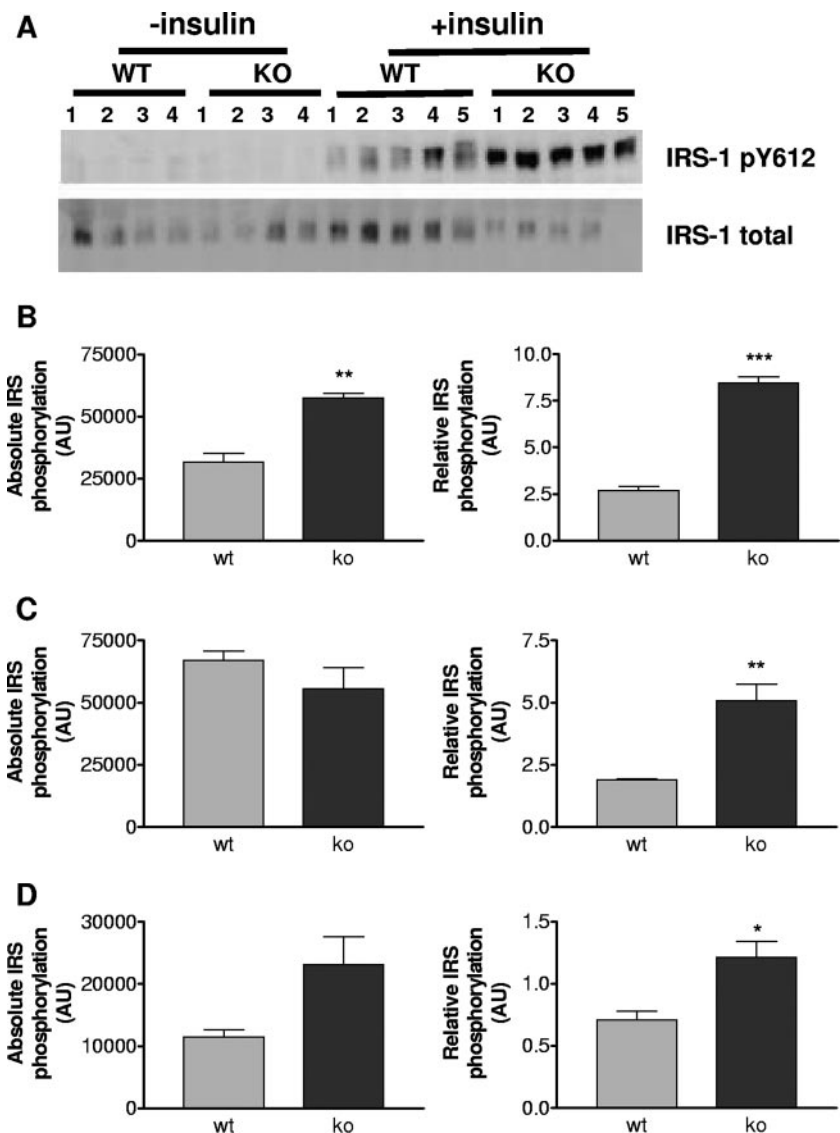 A
-insulin +insulin
WT KO WT KO
1 2 3 4 1 2 3 4 1 2 3 4 5 1 2 3 4 5
IRS-1 pY612
IRS-1 total
B
Absolute IRS
phosphorylation
(AU)
75000
50000
25000
0
**
wt ko
Relative IRS
phosphorylation
(AU)
10.0
7.5
5.0
2.5
0.0
***
wt ko
C
Absolute IRS
phosphorylation
(AU)
75000
50000
25000
0
wt ko
Relative IRS
phosphorylation
(AU)
7.5
5.0
2.5
0.0
**
wt ko
D
Absolute IRS
phosphorylation
(AU)
30000
20000
10000
0
wt ko
Relative IRS
phosphorylation
(AU)
1.5
1.0
0.5
0.0
*
wt ko